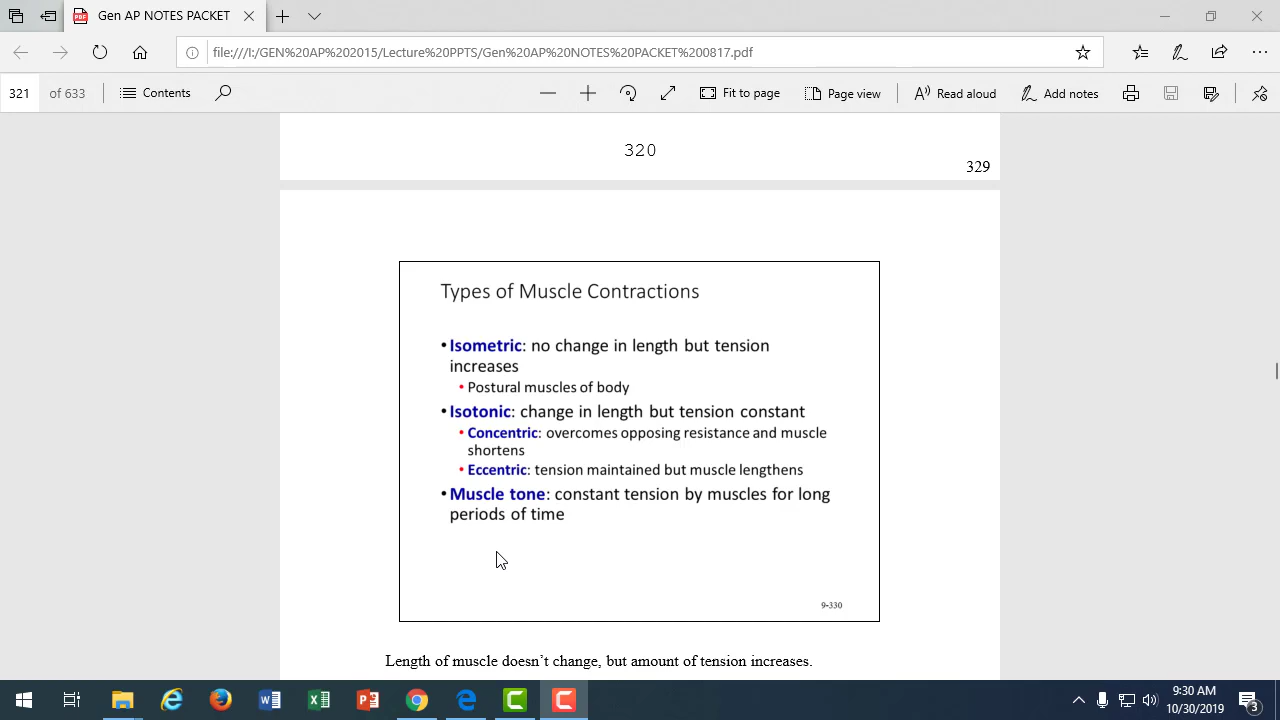 Gen AP NOTES PACKET
file:///I:/GEN%20AP%202015/Lecture%20PPTS/Gen%20AP%20NOTES%20PACKET%200817.pdf
321 of 633 Contents Fit to page Page view Read aloud Add notes
320
329
Types of Muscle Contractions
• Isometric: no change in length but tension
increases
• Postural muscles of body
• Isotonic: change in length but tension constant
• Concentric: overcomes opposing resistance and muscle
shortens
• Eccentric: tension maintained but muscle lengthens
• Muscle tone: constant tension by muscles for long
periods of time
9-330
Length of muscle doesn't change, but amount of tension increases.
9:30 AM
10/30/2019
3